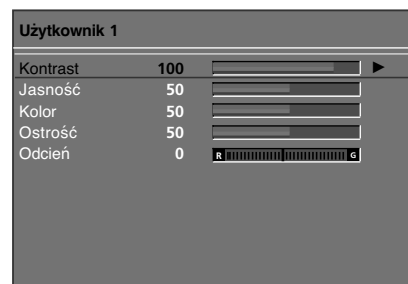 Użytkownik 1
Kontrast 100
Jasność 50
Kolor 50
Ostrość 50
Odcień 0 R G